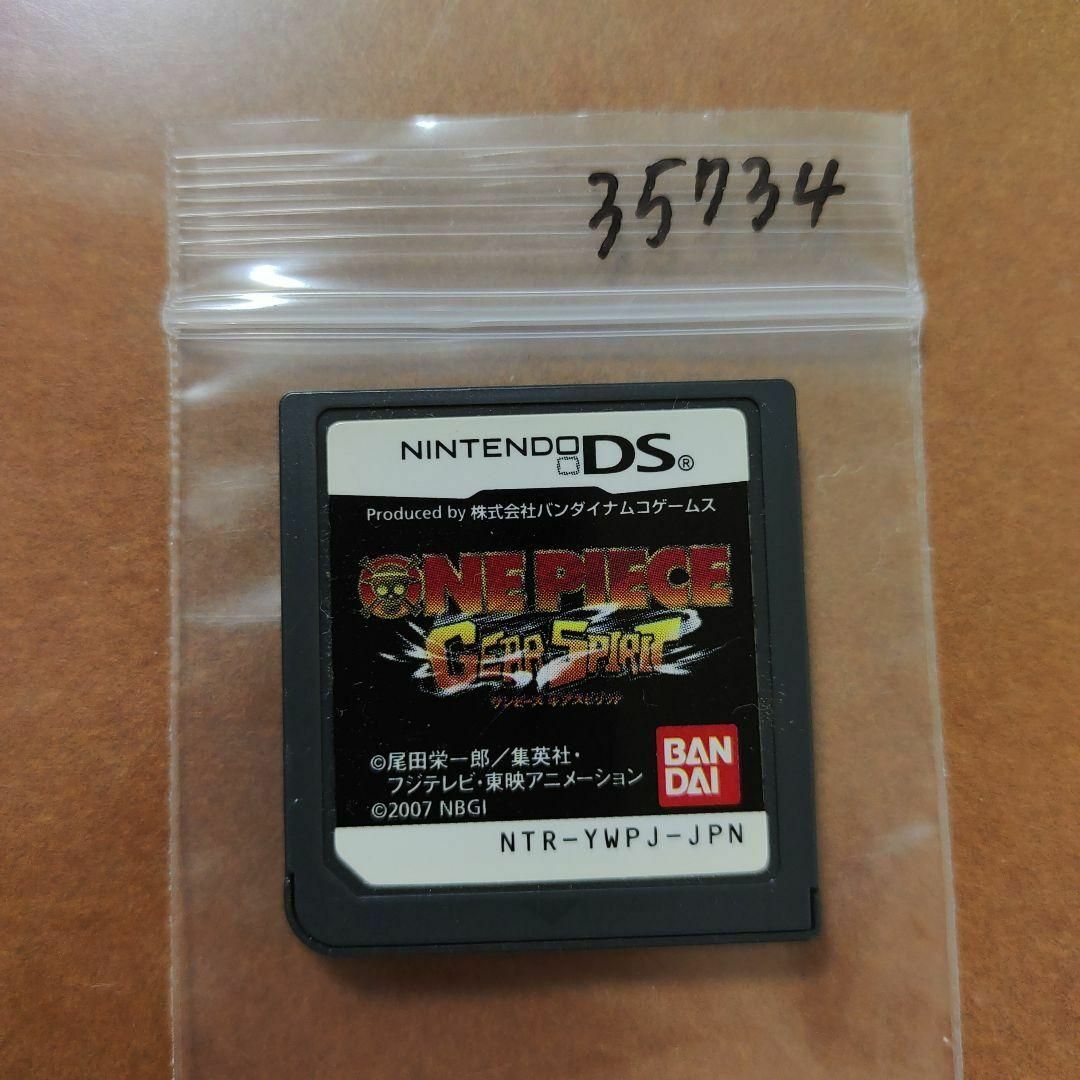 35734
NINTENDO DS®
Produced by 株式会社バンダイナムコゲームス
ONE PIECE
GEAR SPIRIT
ワンピース ギアスピリット
©尾田栄一郎／集英社・
フジテレビ・東映アニメーション
©2007 NBGI
BAN
DAI
NTR-YWPJ-JPN